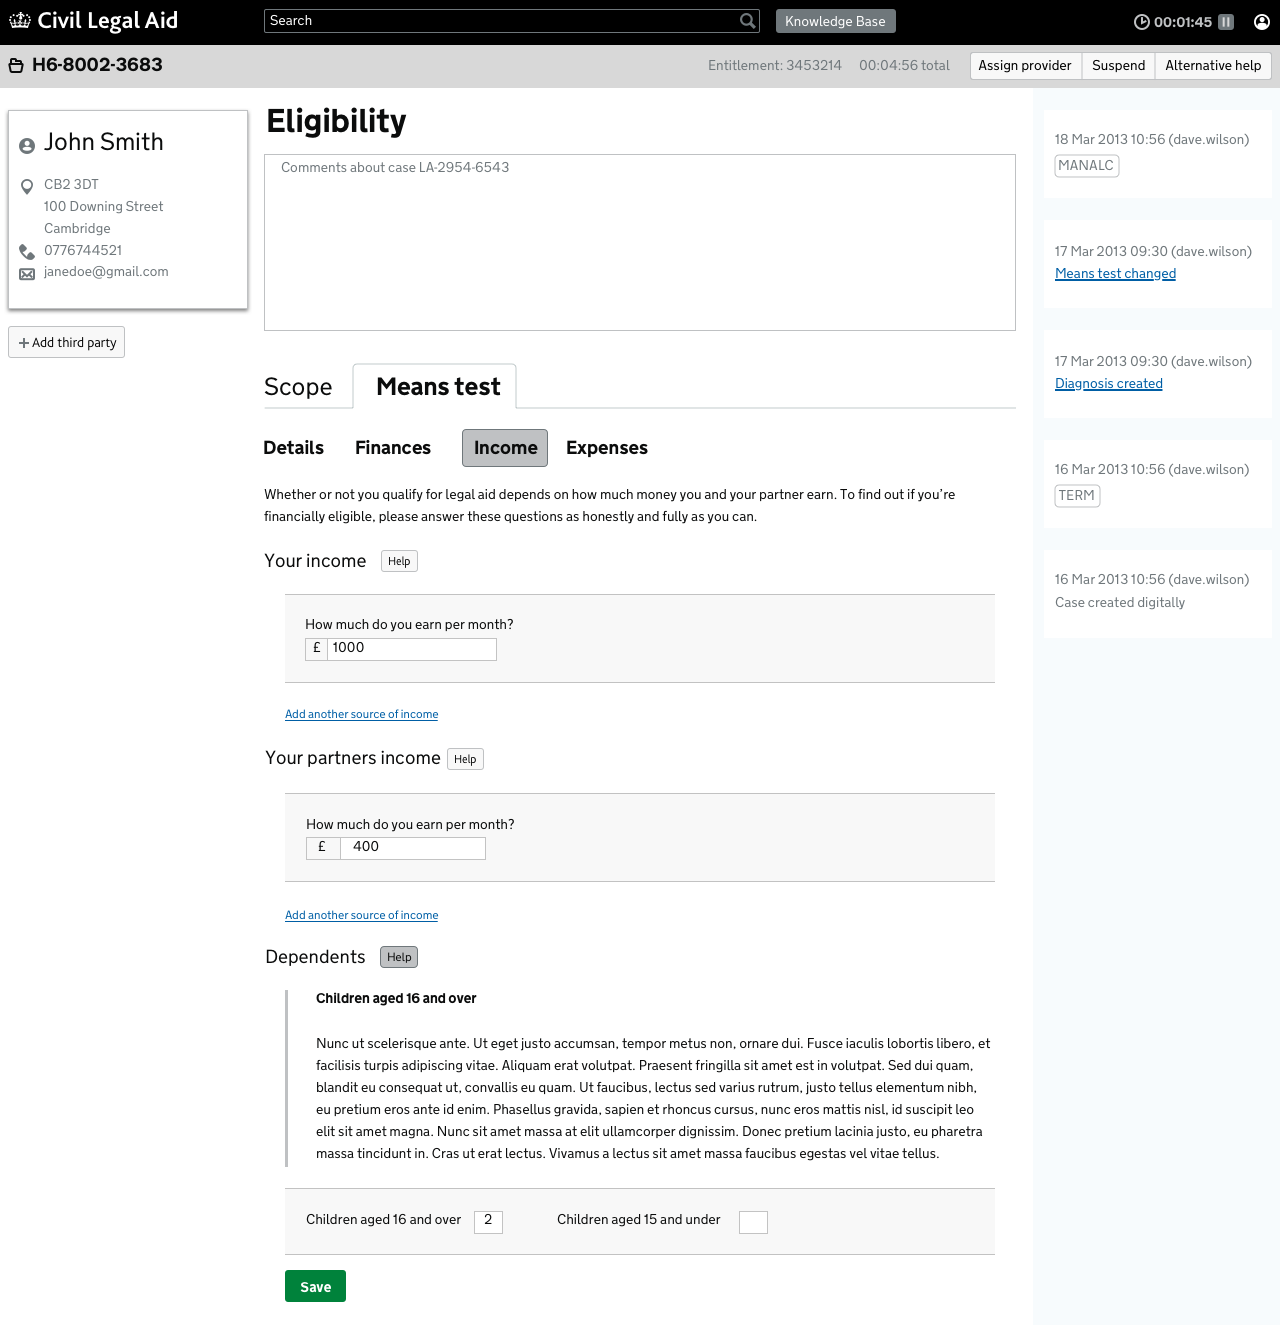 Civil Legal Aid
Search
Knowledge Base
00:01:45
H6-8002-3683
Entitlement: 3453214
00:04:56 total
Assign provider
Suspend
Alternative help
John Smith
CB2 3DT
100 Downing Street
Cambridge
0776744521
janedoe@gmail.com
Add third party
Eligibility
Comments about case LA-2954-6543
Scope
Means test
Details
Finances
Income
Expenses
Whether or not you qualify for legal aid depends on how much money you and your partner earn. To find out if you’re
financially eligible, please answer these questions as honestly and fully as you can.
Your income
Help
How much do you earn per month?
£ 1000
Add another source of income
Your partners income
Help
How much do you earn per month?
£ 400
Add another source of income
Dependents
Help
Children aged 16 and over
Nunc ut scelerisque ante. Ut eget justo accumsan, tempor metus non, ornare dui. Fusce iaculis lobortis libero, et
facilisis turpis adipiscing vitae. Aliquam erat volutpat. Praesent fringilla sit amet est in volutpat. Sed dui quam,
blandit eu consequat ut, convallis eu quam. Ut faucibus, lectus sed varius rutrum, justo tellus elementum nibh,
eu pretium eros ante id enim. Phasellus gravida, sapien et rhoncus cursus, nunc eros mattis nisl, id suscipit leo
elit sit amet magna. Nunc sit amet massa at elit ullamcorper dignissim. Donec pretium lacinia justo, eu pharetra
massa tincidunt in. Cras ut erat lectus. Vivamus a lectus sit amet massa faucibus egestas vel vitae tellus.
Children aged 16 and over 2
Children aged 15 and under
Save
18 Mar 2013 10:56 (dave.wilson)
MANALC
17 Mar 2013 09:30 (dave.wilson)
Means test changed
17 Mar 2013 09:30 (dave.wilson)
Diagnosis created
16 Mar 2013 10:56 (dave.wilson)
TERM
16 Mar 2013 10:56 (dave.wilson)
Case created digitally